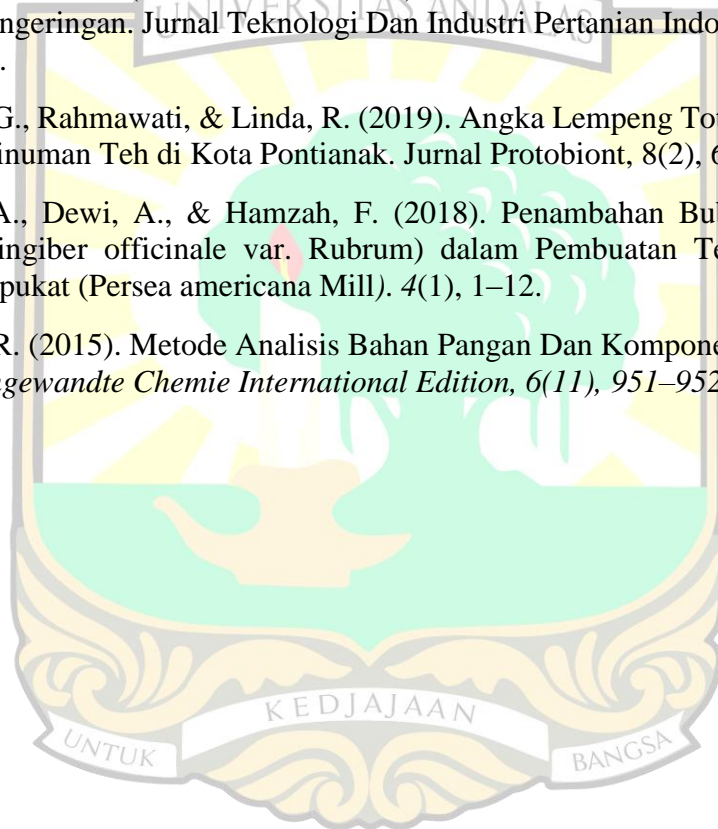 UNIVERSITAS ANDALAS
ngeringan. Jurnal Teknologi Dan Industri Pertanian Indo
.
G., Rahmawati, & Linda, R. (2019). Angka Lempeng Tot
inuman Teh di Kota Pontianak. Jurnal Protobiont, 8(2), 6
A., Dewi, A., & Hamzah, F. (2018). Penambahan Bul
ingiber officinale var. Rubrum) dalam Pembuatan Te
pukat (Persea americana Mill). 4(1), 1–12.
R. (2015). Metode Analisis Bahan Pangan Dan Kompone
ngewandte Chemie International Edition, 6(11), 951–952
KEDJAJAAN
UNTUK
BANGSA